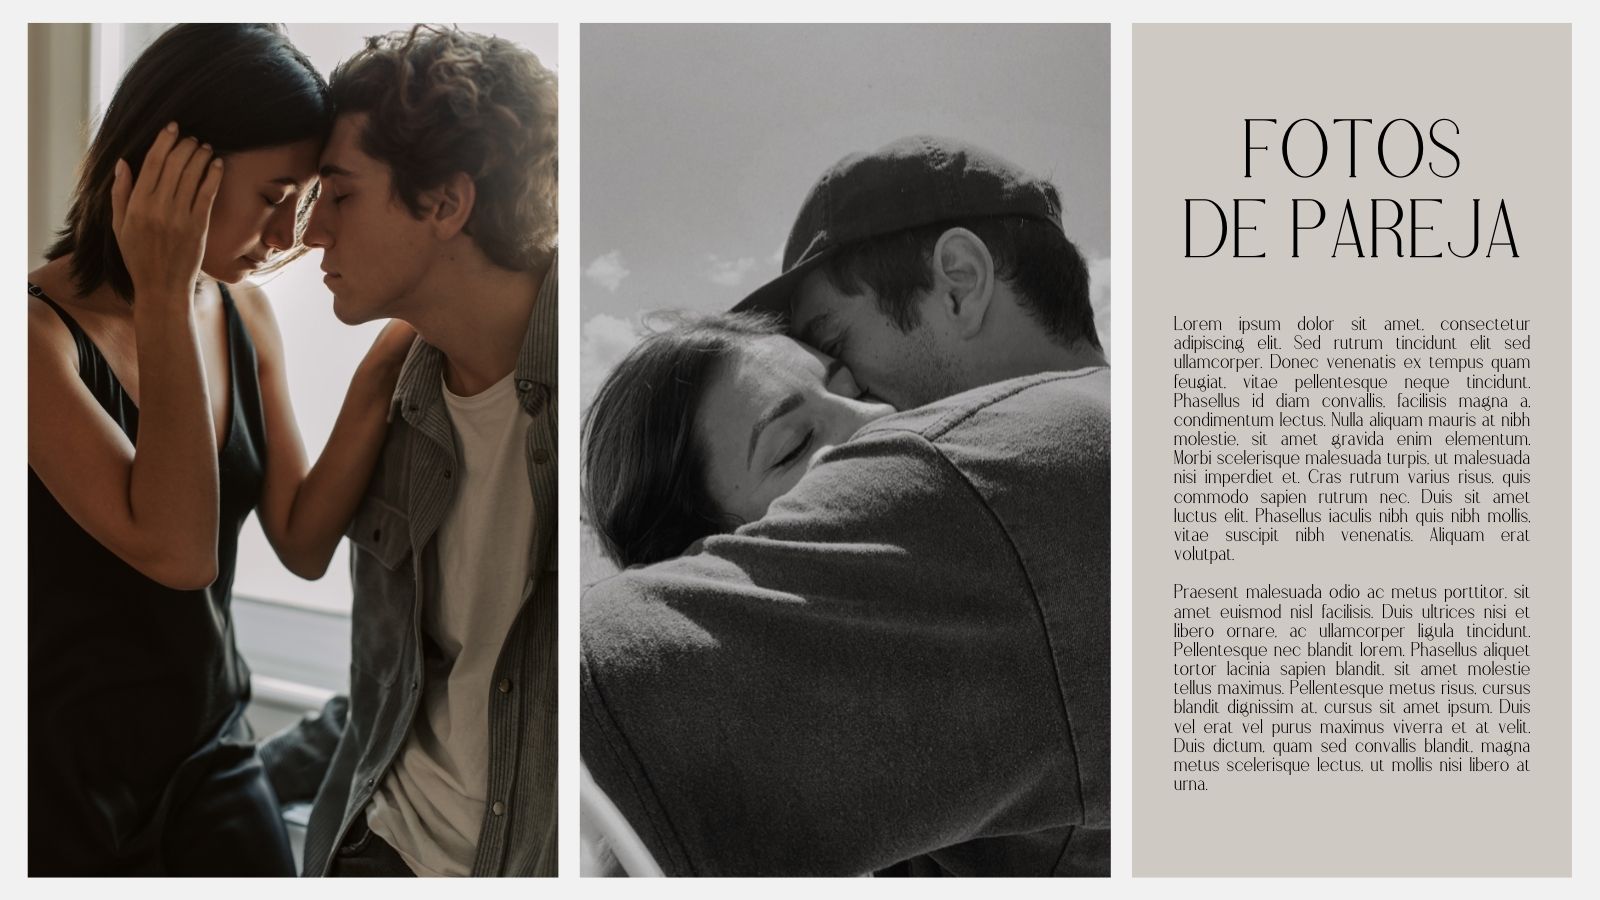 FOTOS
DE PAREJA
Lorem ipsum dolor sit amet, consectetur
adipiscing elit. Sed rutrum tincidunt elit sed
ullamcorper. Donec venenatis ex tempus quam
feugiat, vitae pellentesque neque tincidunt.
Phasellus id diam convallis, facilisis magna a,
condimentum lectus. Nulla aliquam mauris at nibh
molestie, sit amet gravida enim elementum.
Morbi scelerisque malesuada turpis, ut malesuada
nisi imperdiet et. Cras rutrum varius risus, quis
commodo sapien rutrum nec. Duis sit amet
luctus elit. Phasellus iaculis nibh quis nibh mollis,
vitae suscipit nibh venenatis. Aliquam erat
volutpat.
Praesent malesuada odio ac metus porttitor, sit
amet euismod nisl facilisis. Duis ultrices nisi et
libero ornare, ac ullamcorper ligula tincidunt.
Pellentesque nec blandit lorem. Phasellus aliquet
tortor lacinia sapien blandit, sit amet molestie
tellus maximus. Pellentesque metus risus, cursus
blandit dignissim at, cursus sit amet ipsum. Duis
vel erat vel purus maximus viverra et at velit.
Duis dictum, quam sed convallis blandit, magna
metus scelerisque lectus, ut mollis nisi libero at
urna.